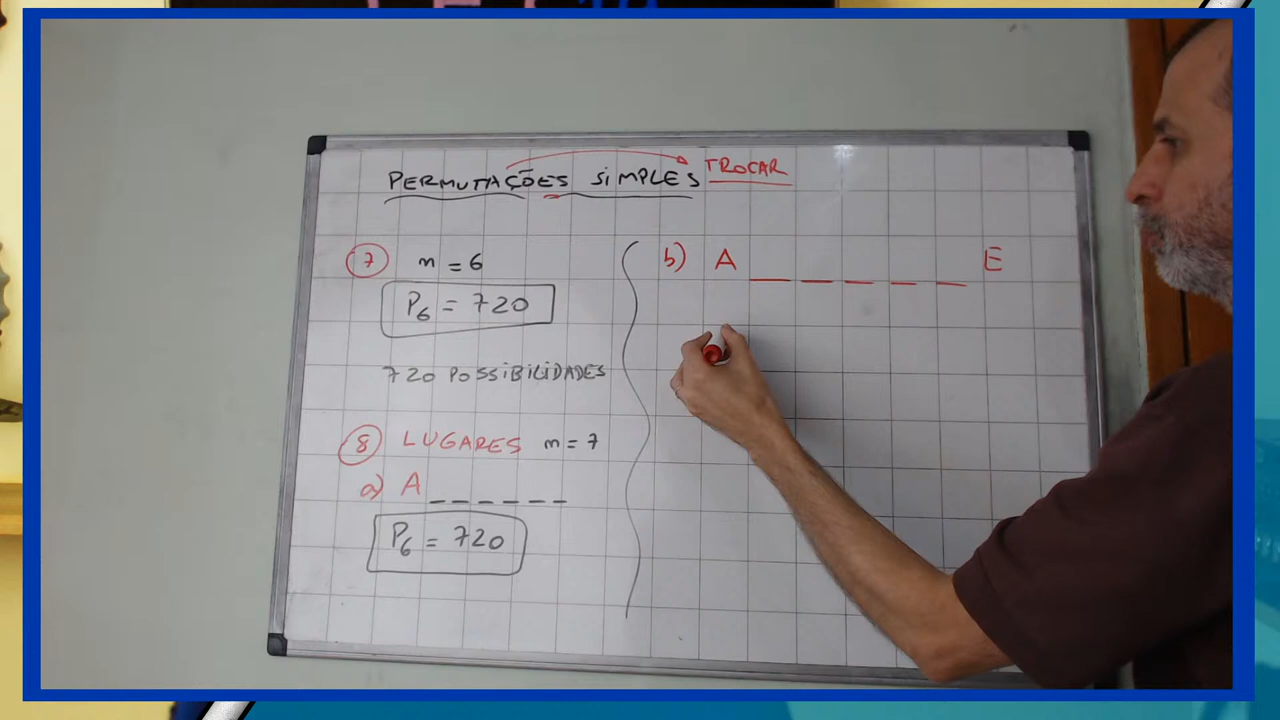 PERMUTAÇÕES SIMPLES TROCAR
7 m = 6
P6 = 720
720 POSSIBILIDADES
8 LUGARES m = 7
a) A _ _ _ _ _ _
P6 = 720
b) A _ _ _ _ _ E